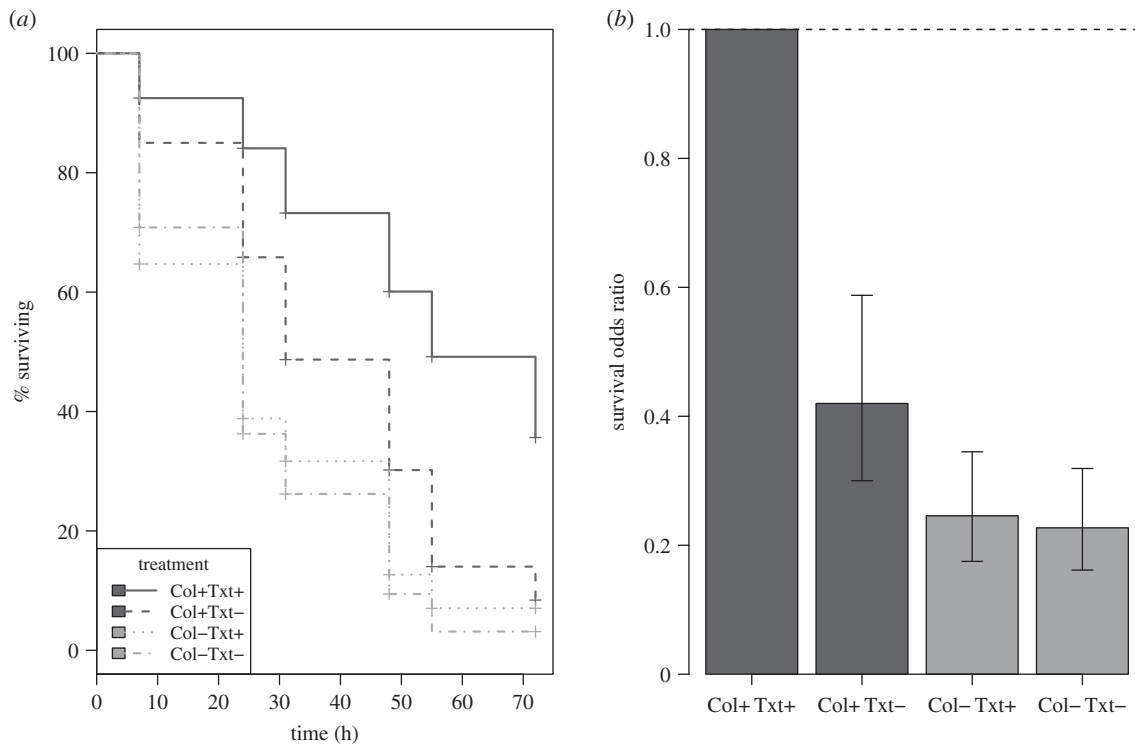 (a)
100
80
60
40
20
0
% surviving
treatment
Col+Txt+
Col+Txt−
Col−Txt+
Col−Txt−
0 10 20 30 40 50 60 70
time (h)
(b)
1.0
0.8
0.6
0.4
0.2
0
survival odds ratio
Col+ Txt+ Col+ Txt− Col− Txt+ Col− Txt−